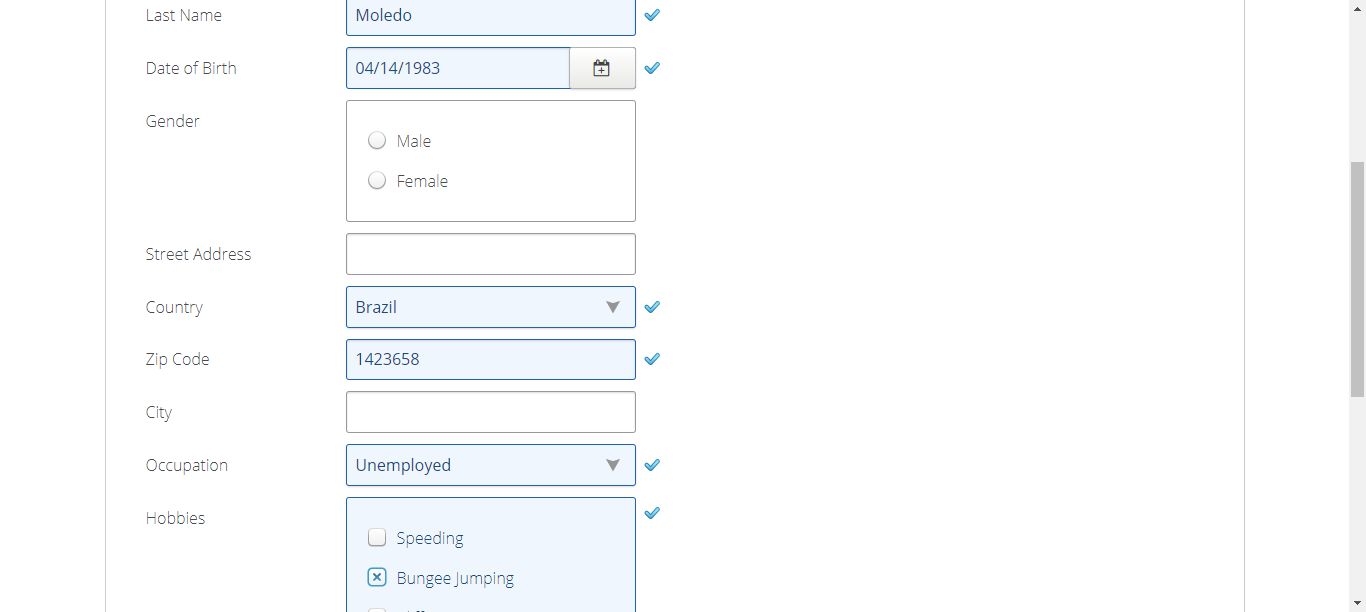 Last Name Moledo
Date of Birth 04/14/1983
Gender
Male
Female
Street Address
Country Brazil
Zip Code 1423658
City
Occupation Unemployed
Hobbies
Speeding
Bungee Jumping